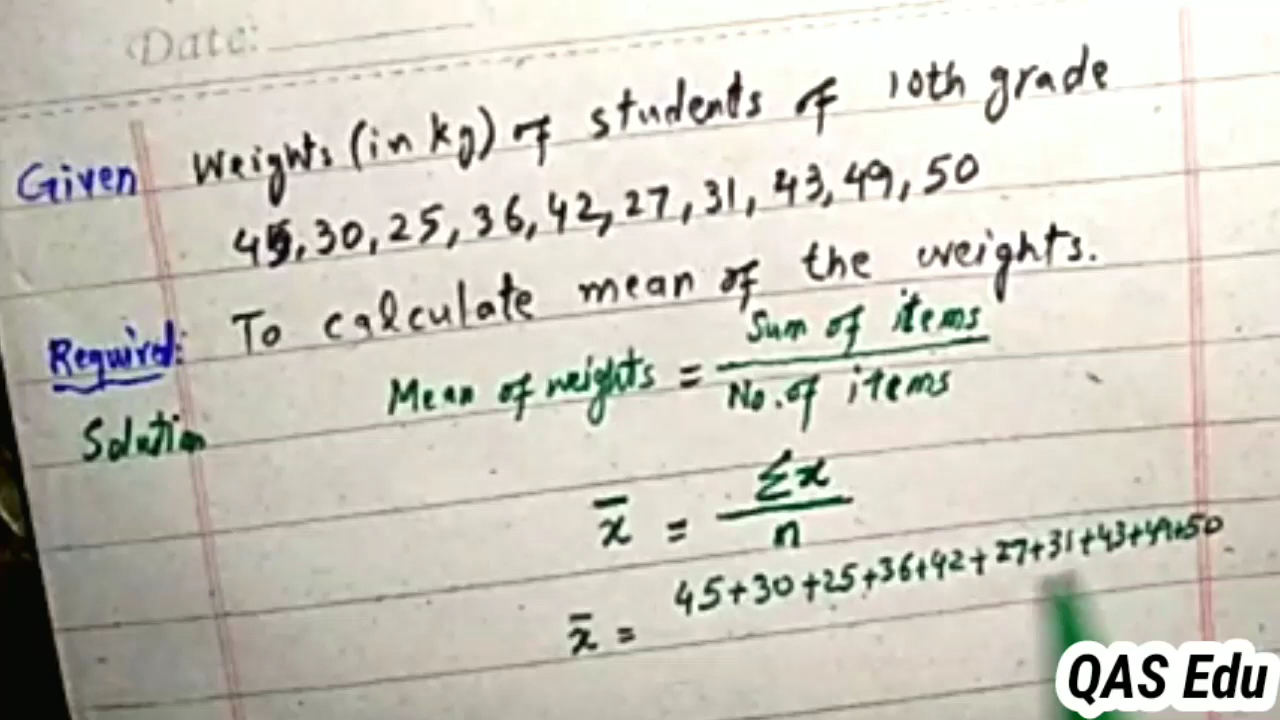 Date:
Given Weights (in kg) of students of 10th grade
45, 30, 25, 36, 42, 27, 31, 43, 49, 50
Required: To calculate mean of the weights.
Solution Mean of weights = Sum of items / No. of items
x̄ = Σx / n
x̄ = 45+30+25+36+42+27+31+43+49+50
QAS Edu